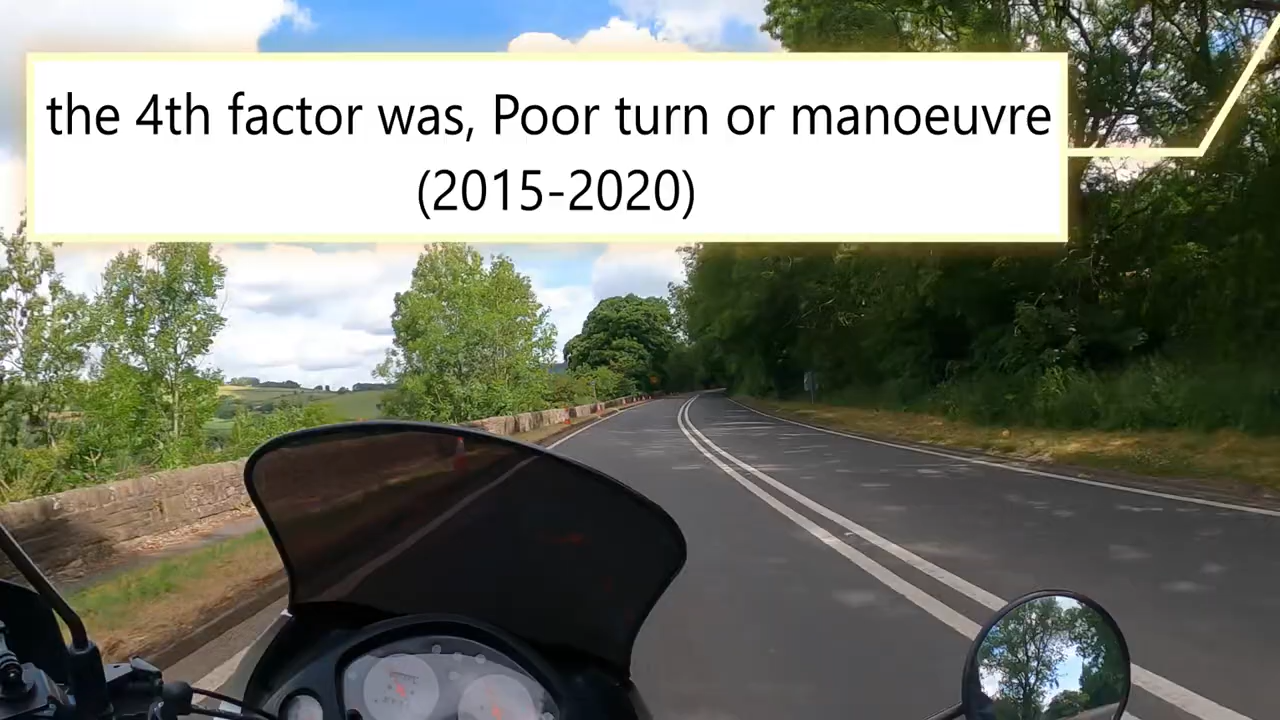 the 4th factor was, Poor turn or manoeuvre
(2015-2020)